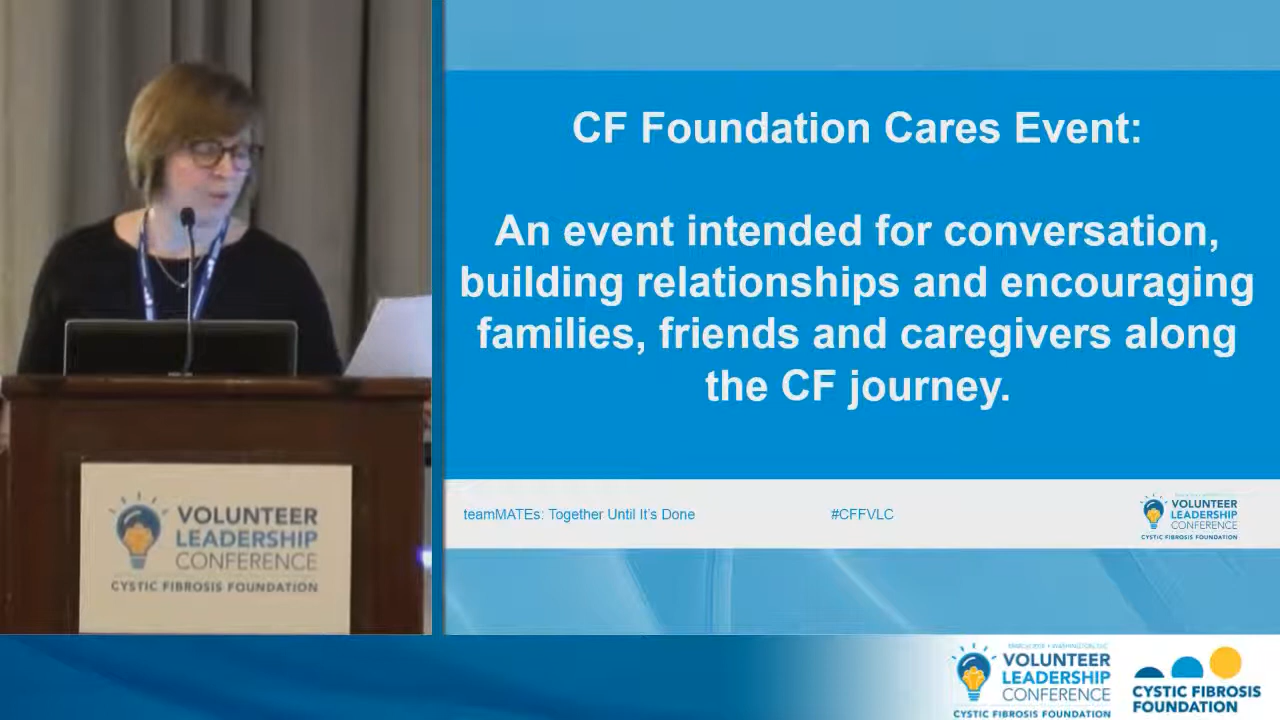 CF Foundation Cares Event:
An event intended for conversation,
building relationships and encouraging
families, friends and caregivers along
the CF journey.
teamMATEs: Together Until It's Done
#CFFVLC
VOLUNTEER
LEADERSHIP
CONFERENCE
CYSTIC FIBROSIS FOUNDATION
VOLUNTEER
LEADERSHIP
CONFERENCE
CYSTIC FIBROSIS FOUNDATION
VOLUNTEER
LEADERSHIP
CONFERENCE
CYSTIC FIBROSIS FOUNDATION
CYSTIC FIBROSIS
FOUNDATION